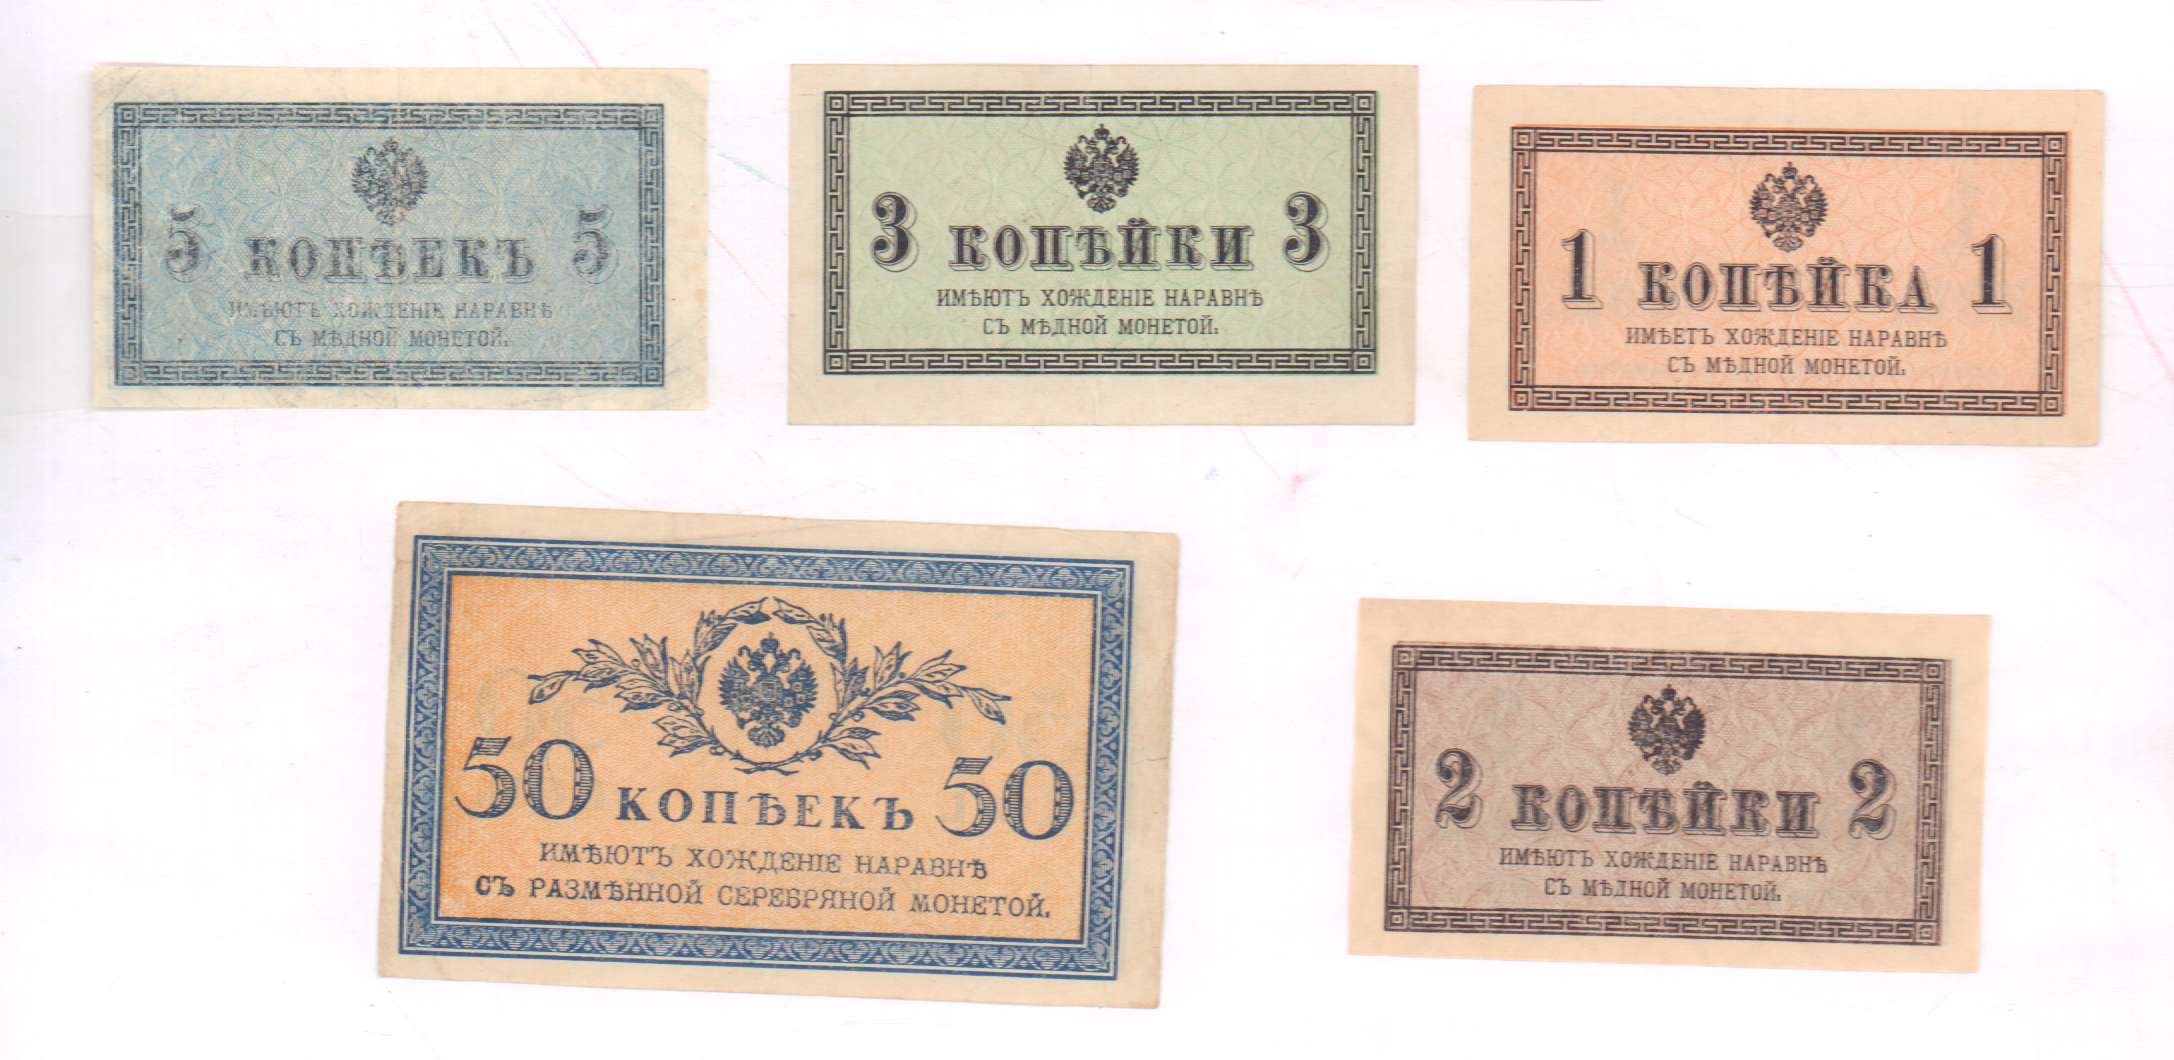 5 КОПѢЕКЪ 5
ИМѢЮТЪ ХОЖДЕНІЕ НАРАВНѢ
СЪ МѢДНОЙ МОНЕТОЙ.
3 КОПѢЙКИ 3
ИМѢЮТЪ ХОЖДЕНІЕ НАРАВНѢ
СЪ МѢДНОЙ МОНЕТОЙ.
1 КОПѢЙКА 1
ИМѢЕТЪ ХОЖДЕНІЕ НАРАВНѢ
СЪ МѢДНОЙ МОНЕТОЙ.
50 КОПѢЕКЪ 50
ИМѢЮТЪ ХОЖДЕНІЕ НАРАВНѢ
СЪ РАЗМѢННОЙ СЕРЕБРЯНОЙ МОНЕТОЙ.
2 КОПѢЙКИ 2
ИМѢЮТЪ ХОЖДЕНІЕ НАРАВНѢ
СЪ МѢДНОЙ МОНЕТОЙ.